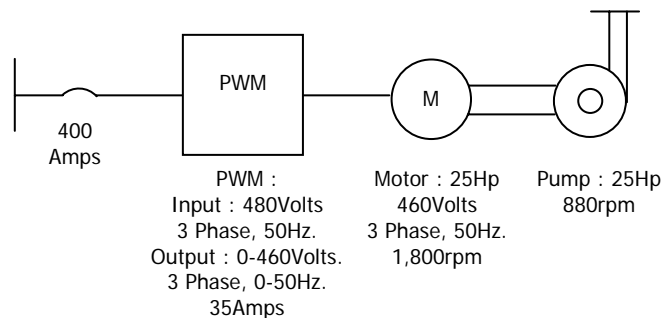 PWM
M
400
Amps
PWM :
Input : 480Volts
3 Phase, 50Hz.
Output : 0-460Volts.
3 Phase, 0-50Hz.
35Amps
Motor : 25Hp
460Volts
3 Phase, 50Hz.
1,800rpm
Pump : 25Hp
880rpm